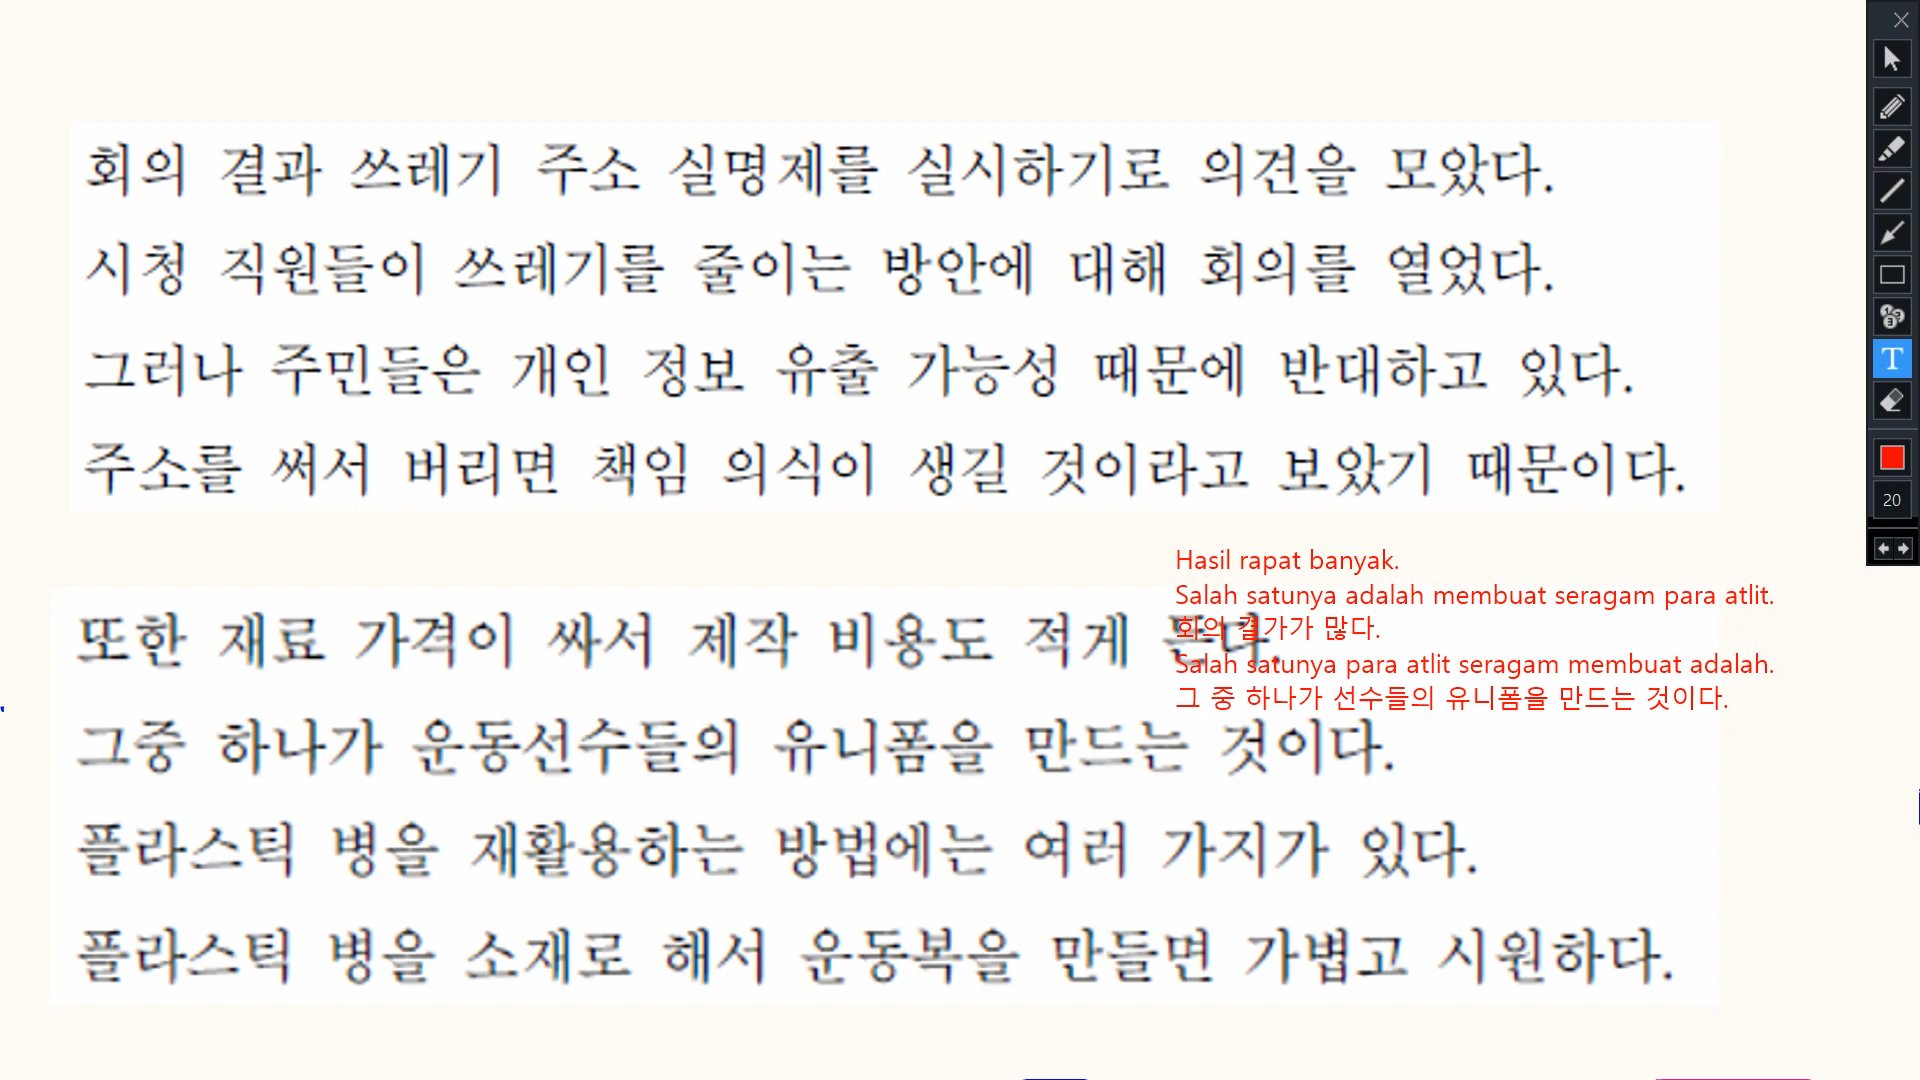 회의 결과 쓰레기 주소 실명제를 실시하기로 의견을 모았다.
시청 직원들이 쓰레기를 줄이는 방안에 대해 회의를 열었다.
그러나 주민들은 개인 정보 유출 가능성 때문에 반대하고 있다.
주소를 써서 버리면 책임 의식이 생길 것이라고 보았기 때문이다.
Hasil rapat banyak.
Salah satunya adalah membuat seragam para atlit.
회의 결가가 많다.
Salah satunya para atlit seragam membuat adalah.
그 중 하나가 선수들의 유니폼을 만드는 것이다.
또한 재료 가격이 싸서 제작 비용도 적게 든다.
그중 하나가 운동선수들의 유니폼을 만드는 것이다.
플라스틱 병을 재활용하는 방법에는 여러 가지가 있다.
플라스틱 병을 소재로 해서 운동복을 만들면 가볍고 시원하다.
T
20